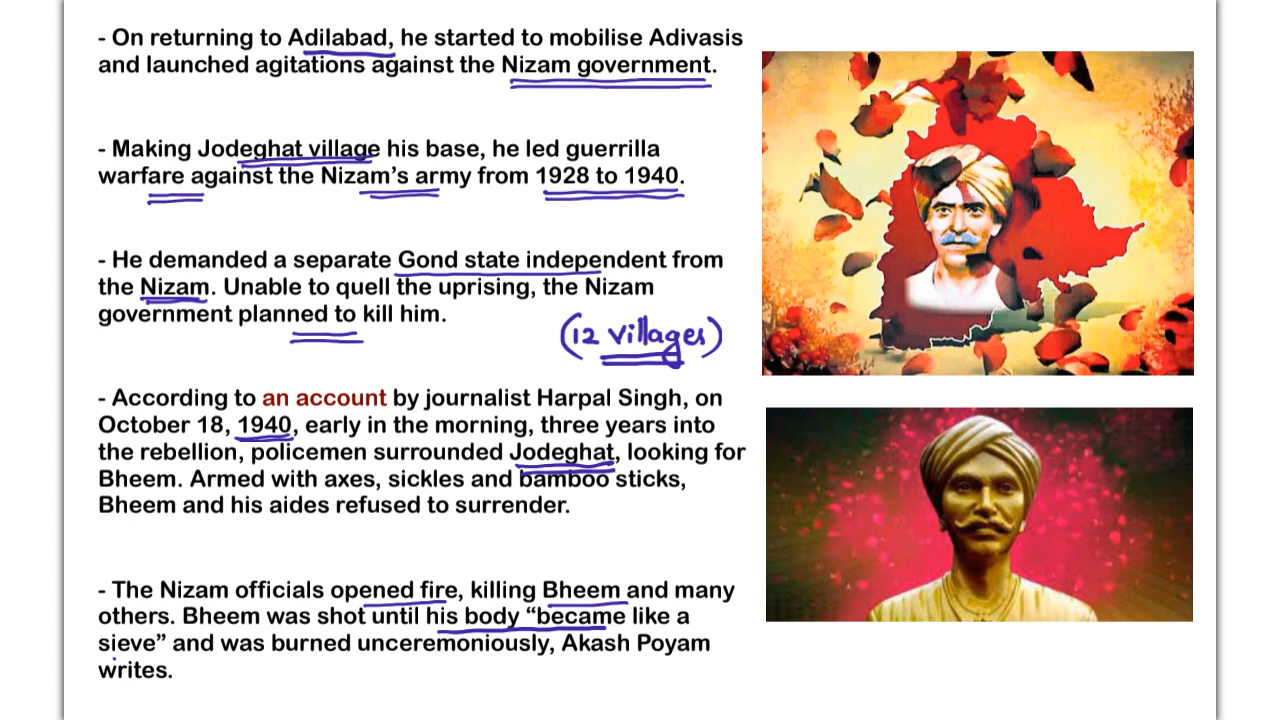 - On returning to Adilabad, he started to mobilise Adivasis
and launched agitations against the Nizam government.
- Making Jodeghat village his base, he led guerrilla
warfare against the Nizam’s army from 1928 to 1940.
- He demanded a separate Gond state independent from
the Nizam. Unable to quell the uprising, the Nizam
government planned to kill him.
(12 villages)
- According to an account by journalist Harpal Singh, on
October 18, 1940, early in the morning, three years into
the rebellion, policemen surrounded Jodeghat, looking for
Bheem. Armed with axes, sickles and bamboo sticks,
Bheem and his aides refused to surrender.
- The Nizam officials opened fire, killing Bheem and many
others. Bheem was shot until his body “became like a
sieve” and was burned unceremoniously, Akash Poyam
writes.